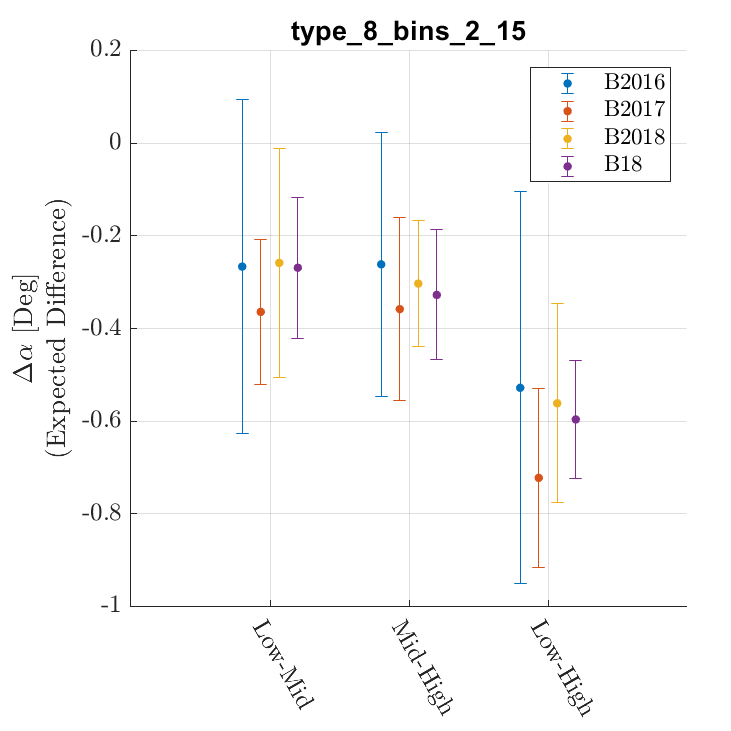 type_8_bins_2_15
0.2
0
-0.2
-0.4
-0.6
-0.8
-1
Δα [Deg]
(Expected Difference)
B2016
B2017
B2018
B18
Low-Mid
Mid-High
Low-High